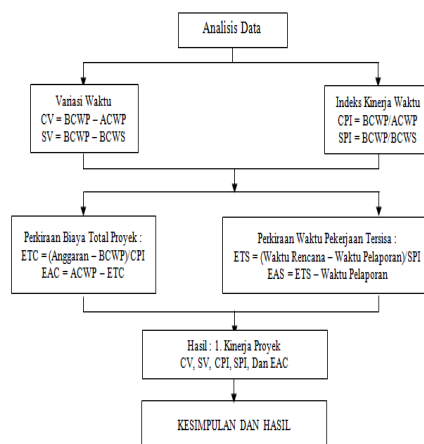 Analisis Data
Variasi Waktu
CV = BCWP – ACWP
SV = BCWP – BCWS
Indeks Kinerja Waktu
CPI = BCWP/ACWP
SPI = BCWP/BCWS
Perkiraan Biaya Total Proyek :
ETC = (Anggaran – BCWP)/CPI
EAC = ACWP – ETC
Perkiraan Waktu Pekerjaan Tersisa :
ETS = (Waktu Rencana – Waktu Pelaporan)/SPI
EAS = ETS – Waktu Pelaporan
Hasil : 1. Kinerja Proyek
CV, SV, CPI, SPI, Dan EAC
KESIMPULAN DAN HASIL